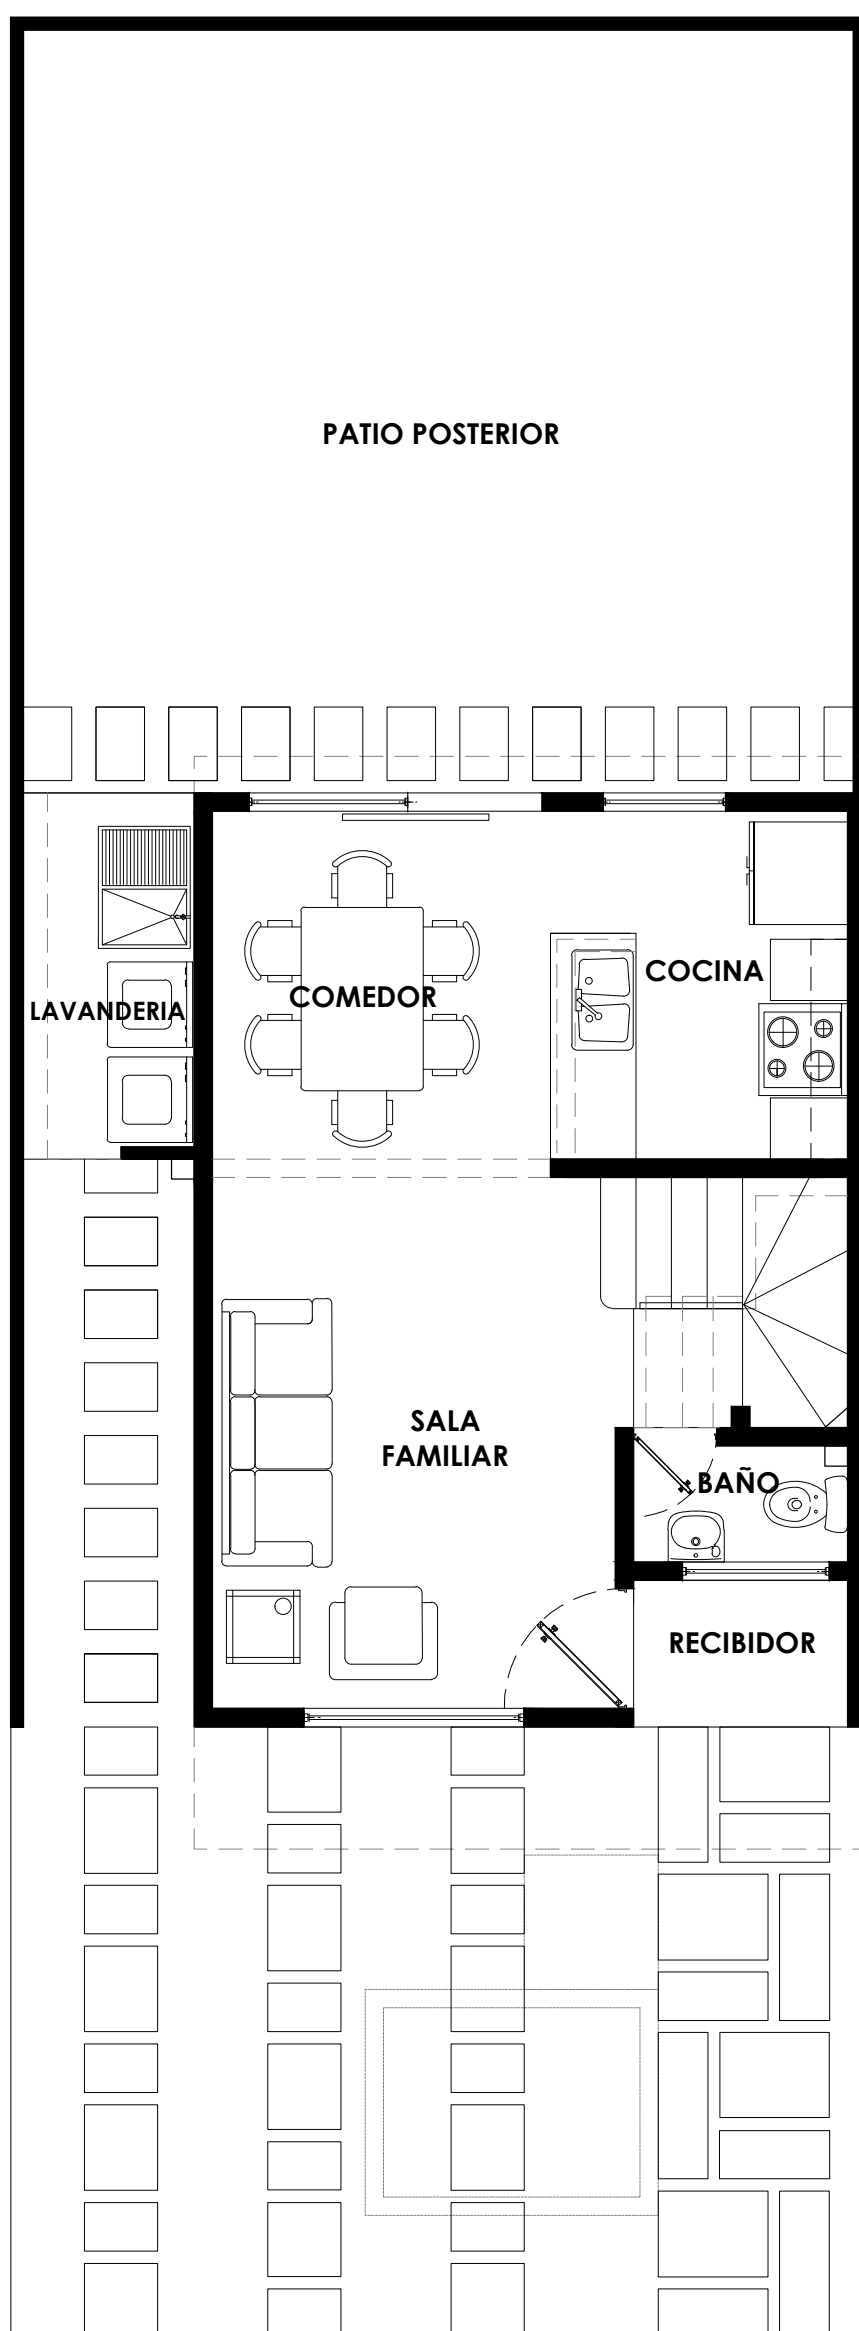 PATIO POSTERIOR
COCINA
COMEDOR
LAVANDERIA
SALA
FAMILIAR
BAÑO
RECIBIDOR